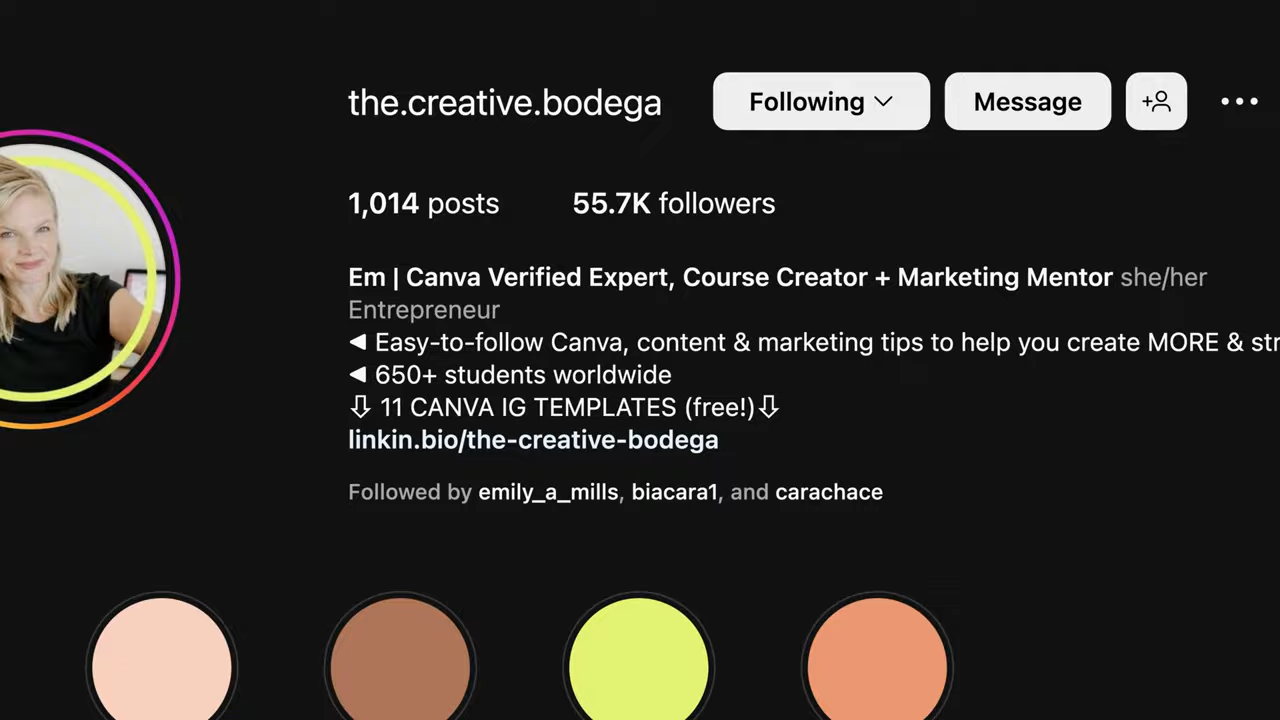 the.creative.bodega
Following
Message
1,014 posts
55.7K followers
Em | Canva Verified Expert, Course Creator + Marketing Mentor she/her
Entrepreneur
◀ Easy-to-follow Canva, content & marketing tips to help you create MORE & str
◀ 650+ students worldwide
⇩ 11 CANVA IG TEMPLATES (free!)⇩
linkin.bio/the-creative-bodega
Followed by emily_a_mills, biacara1, and carachace